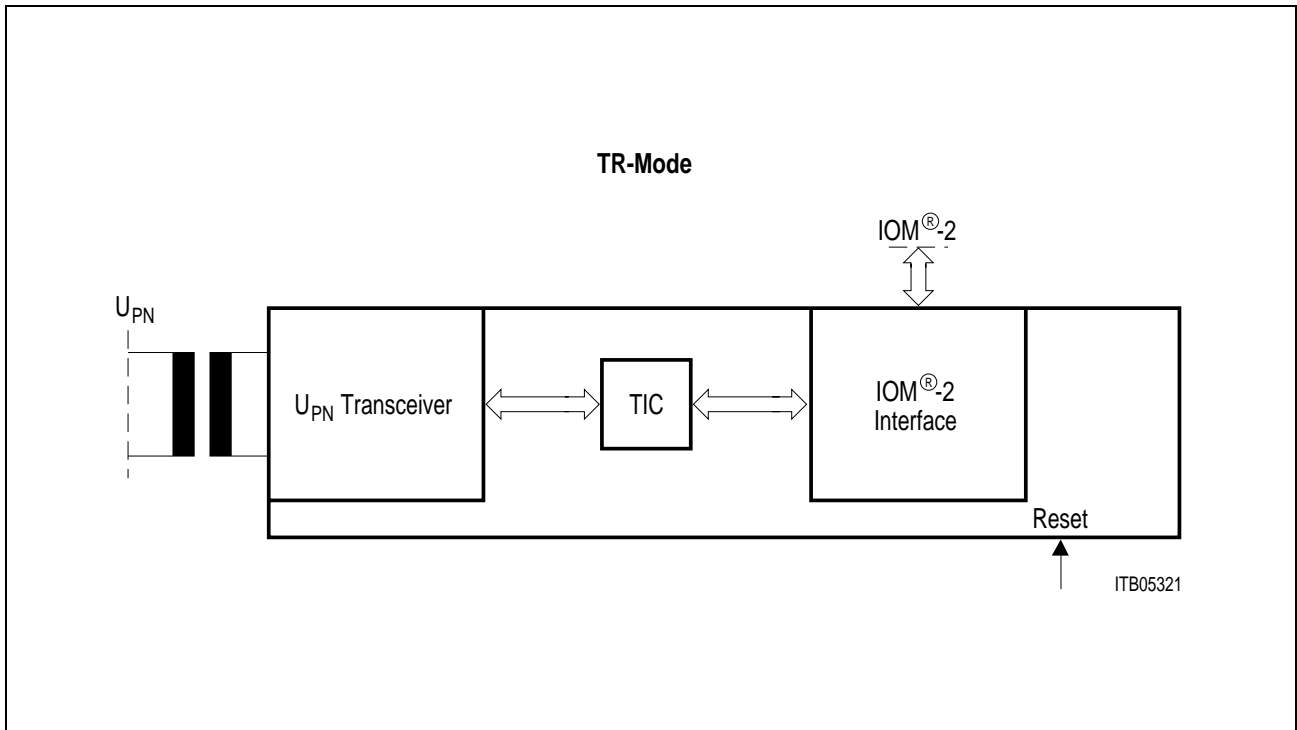 TR-Mode
IOM®-2
UPN
UPN Transceiver
TIC
IOM®-2
Interface
Reset
ITB05321